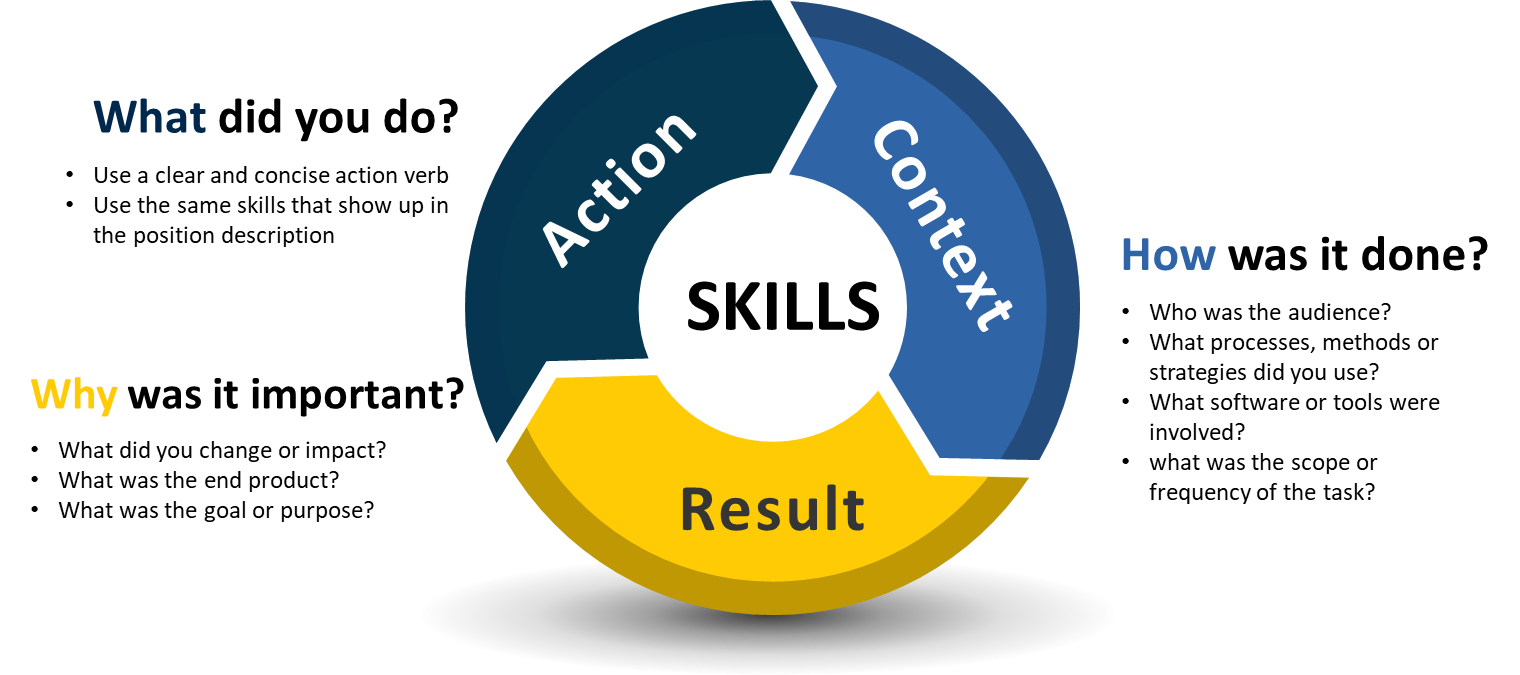 What did you do?
• Use a clear and concise action verb
• Use the same skills that show up in
the position description
Why was it important?
• What did you change or impact?
• What was the end product?
• What was the goal or purpose?
Action
Context
SKILLS
Result
How was it done?
• Who was the audience?
• What processes, methods or
strategies did you use?
• What software or tools were
involved?
• what was the scope or
frequency of the task?